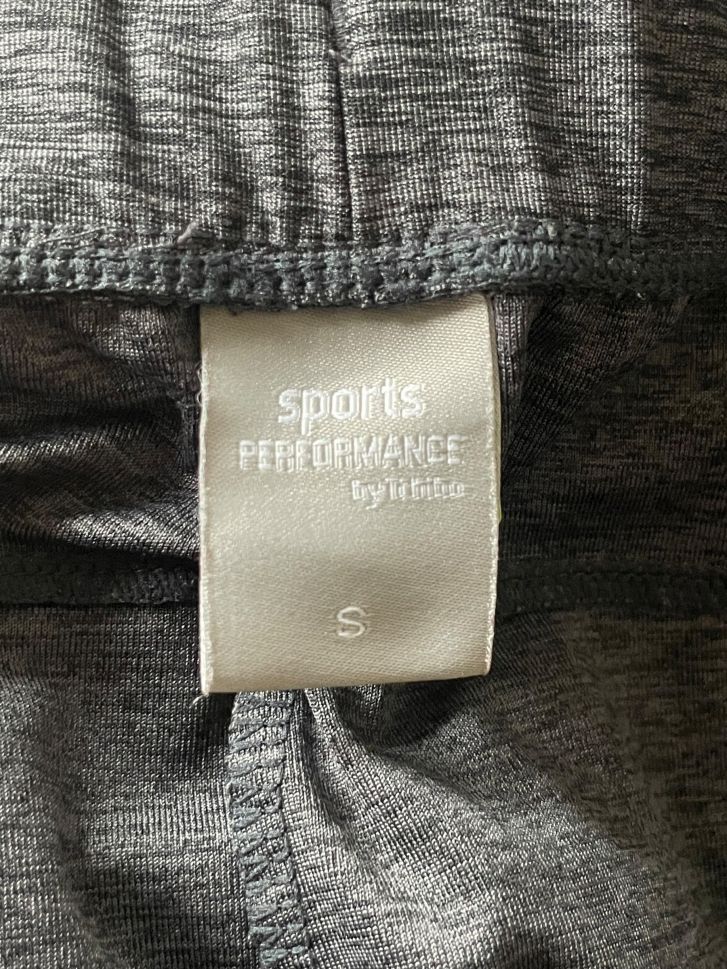 sports
PERFORMANCE
by Tchibo
S